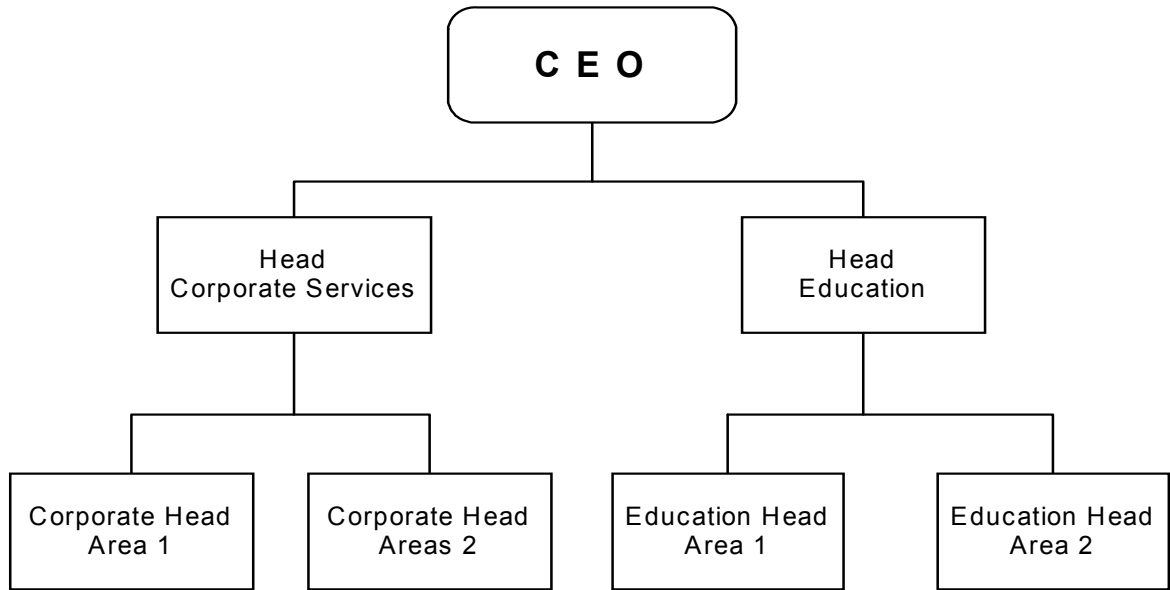 C E O
Head
Corporate Services
Head
Education
Corporate Head
Area 1
Corporate Head
Areas 2
Education Head
Area 1
Education Head
Area 2